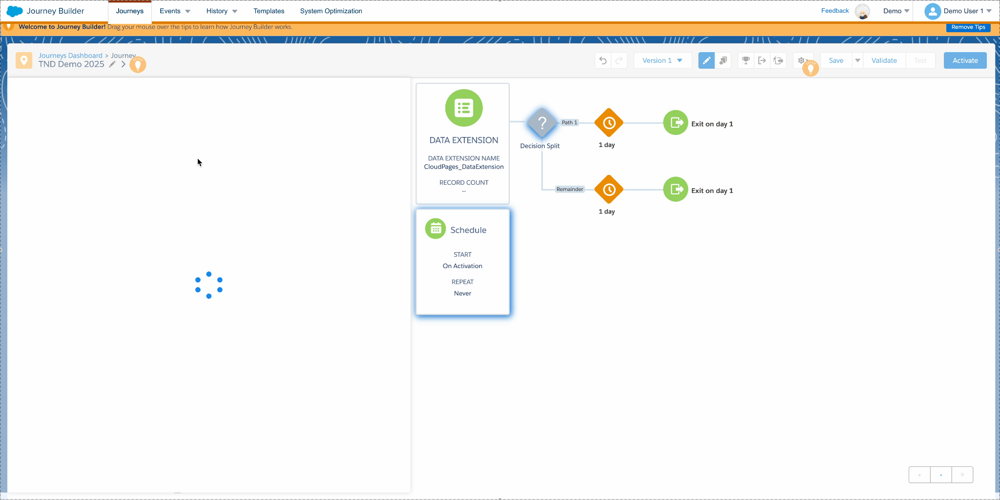 Journey Builder
Journeys
Events
History
Templates
System Optimization
Feedback
Demo
Demo User 1
Welcome to Journey Builder! Drag your mouse over the tips to learn how Journey Builder works.
Remove Tips
Journeys Dashboard > Journey
TND Demo 2025
Version 1
Save
Validate
Test
Activate
DATA EXTENSION
DATA EXTENSION NAME
CloudPages_DataExtension
RECORD COUNT
--
?
Decision Split
Path 1
1 day
Exit on day 1
Remainder
1 day
Exit on day 1
Schedule
START
On Activation
REPEAT
Never
+
-